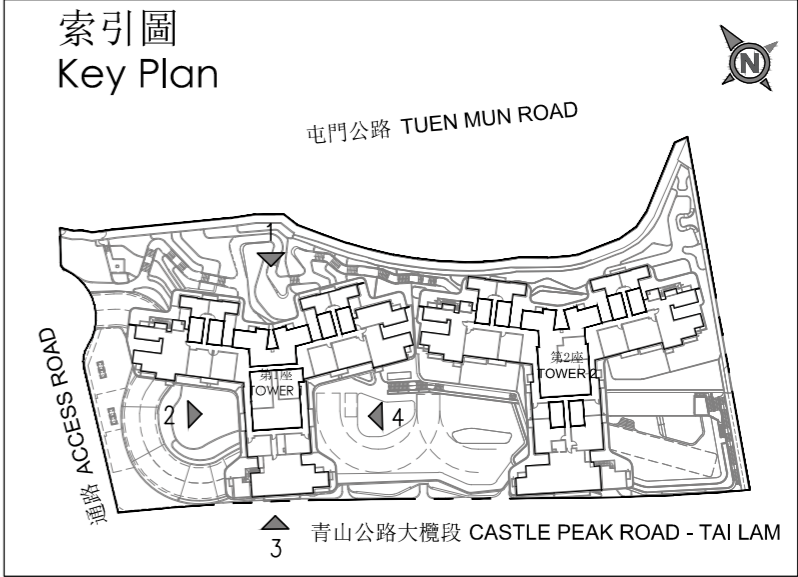 索引圖
Key Plan
N
屯門公路 TUEN MUN ROAD
1
第1座
TOWER 1
第2座
TOWER 2
2
4
通路 ACCESS ROAD
3
青山公路大欖段 CASTLE PEAK ROAD - TAI LAM